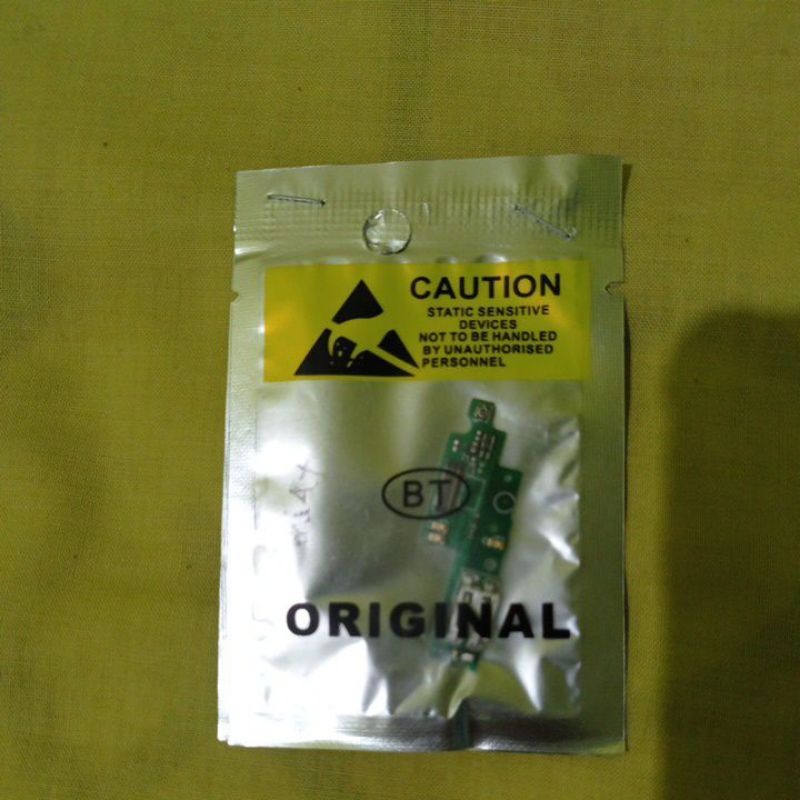 CAUTION
STATIC SENSITIVE
DEVICES
NOT TO BE HANDLED
BY UNAUTHORISED
PERSONNEL
BT
ORIGINAL